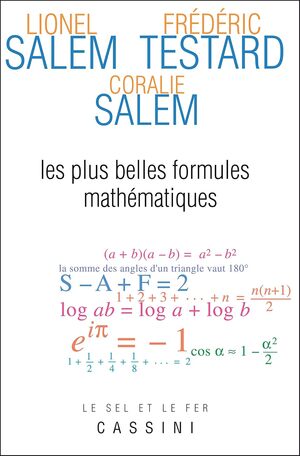 LIONEL FRÉDÉRIC
SALEM TESTARD
CORALIE
SALEM
les plus belles formules
mathématiques
(a + b)(a – b) = a² – b²
la somme des angles d'un triangle vaut 180°
S – A + F = 2
1 + 2 + 3 + · · · + n = n(n+1)/2
log ab = log a + log b
e^{iπ} = – 1
cos α ≈ 1 – α²/2
1 + 1/2 + 1/4 + 1/8 + ··· = 2
LE SEL ET LE FER
CASSINI